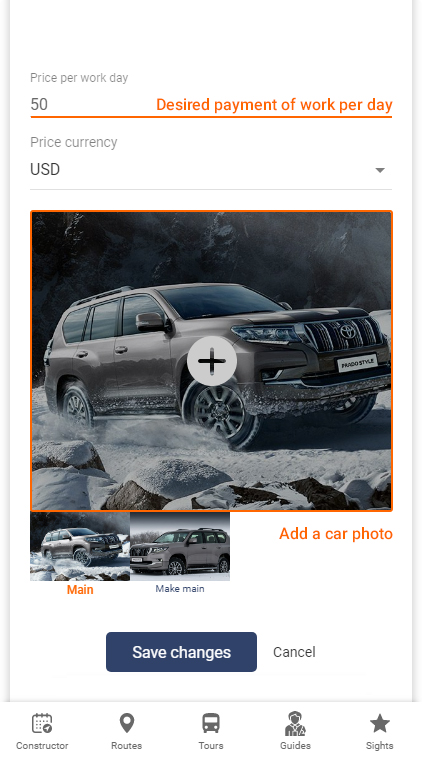 Price per work day
50 Desired payment of work per day
Price currency
USD
PRADO STYLE
Add a car photo
Main Make main
Save changes Cancel
Constructor Routes Tours Guides Sights